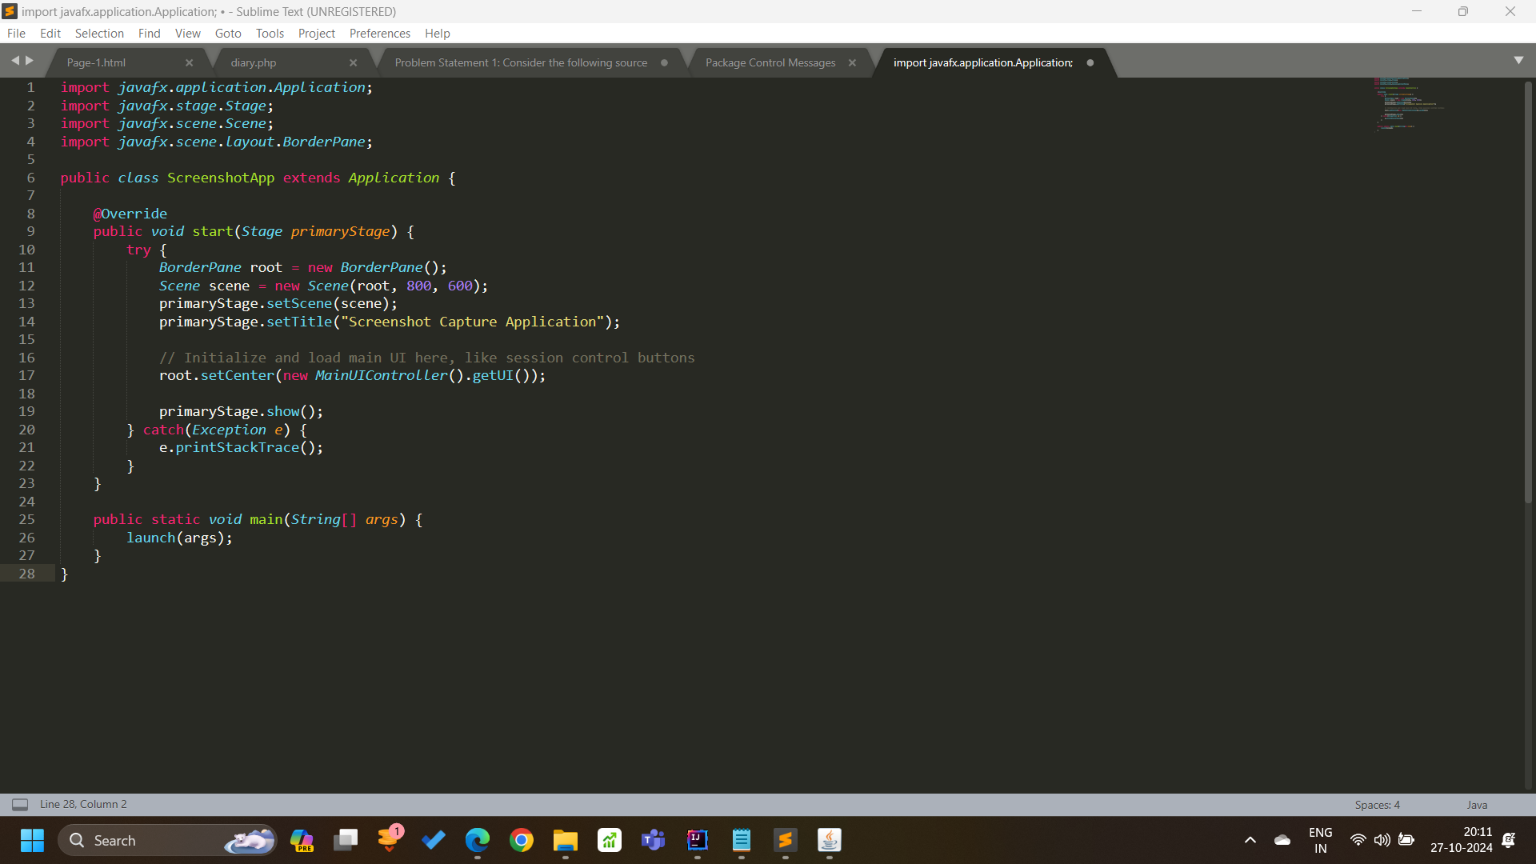 import javafx.application.Application; • - Sublime Text (UNREGISTERED)
File Edit Selection Find View Goto Tools Project Preferences Help
Page-1.html diary.php Problem Statement 1: Consider the following source Package Control Messages import javafx.application.Application;
1 import javafx.application.Application;
2 import javafx.stage.Stage;
3 import javafx.scene.Scene;
4 import javafx.scene.layout.BorderPane;
5
6 public class ScreenshotApp extends Application {
7
8     @Override
9     public void start(Stage primaryStage) {
10         try {
11             BorderPane root = new BorderPane();
12             Scene scene = new Scene(root, 800, 600);
13             primaryStage.setScene(scene);
14             primaryStage.setTitle("Screenshot Capture Application");
15
16             // Initialize and load main UI here, like session control buttons
17             root.setCenter(new MainUIController().getUI());
18
19             primaryStage.show();
20         } catch(Exception e) {
21             e.printStackTrace();
22         }
23     }
24
25     public static void main(String[] args) {
26         launch(args);
27     }
28 }
Line 28, Column 2 Spaces: 4 Java
Search PRE 1 ENG 20:11
IN 27-10-2024